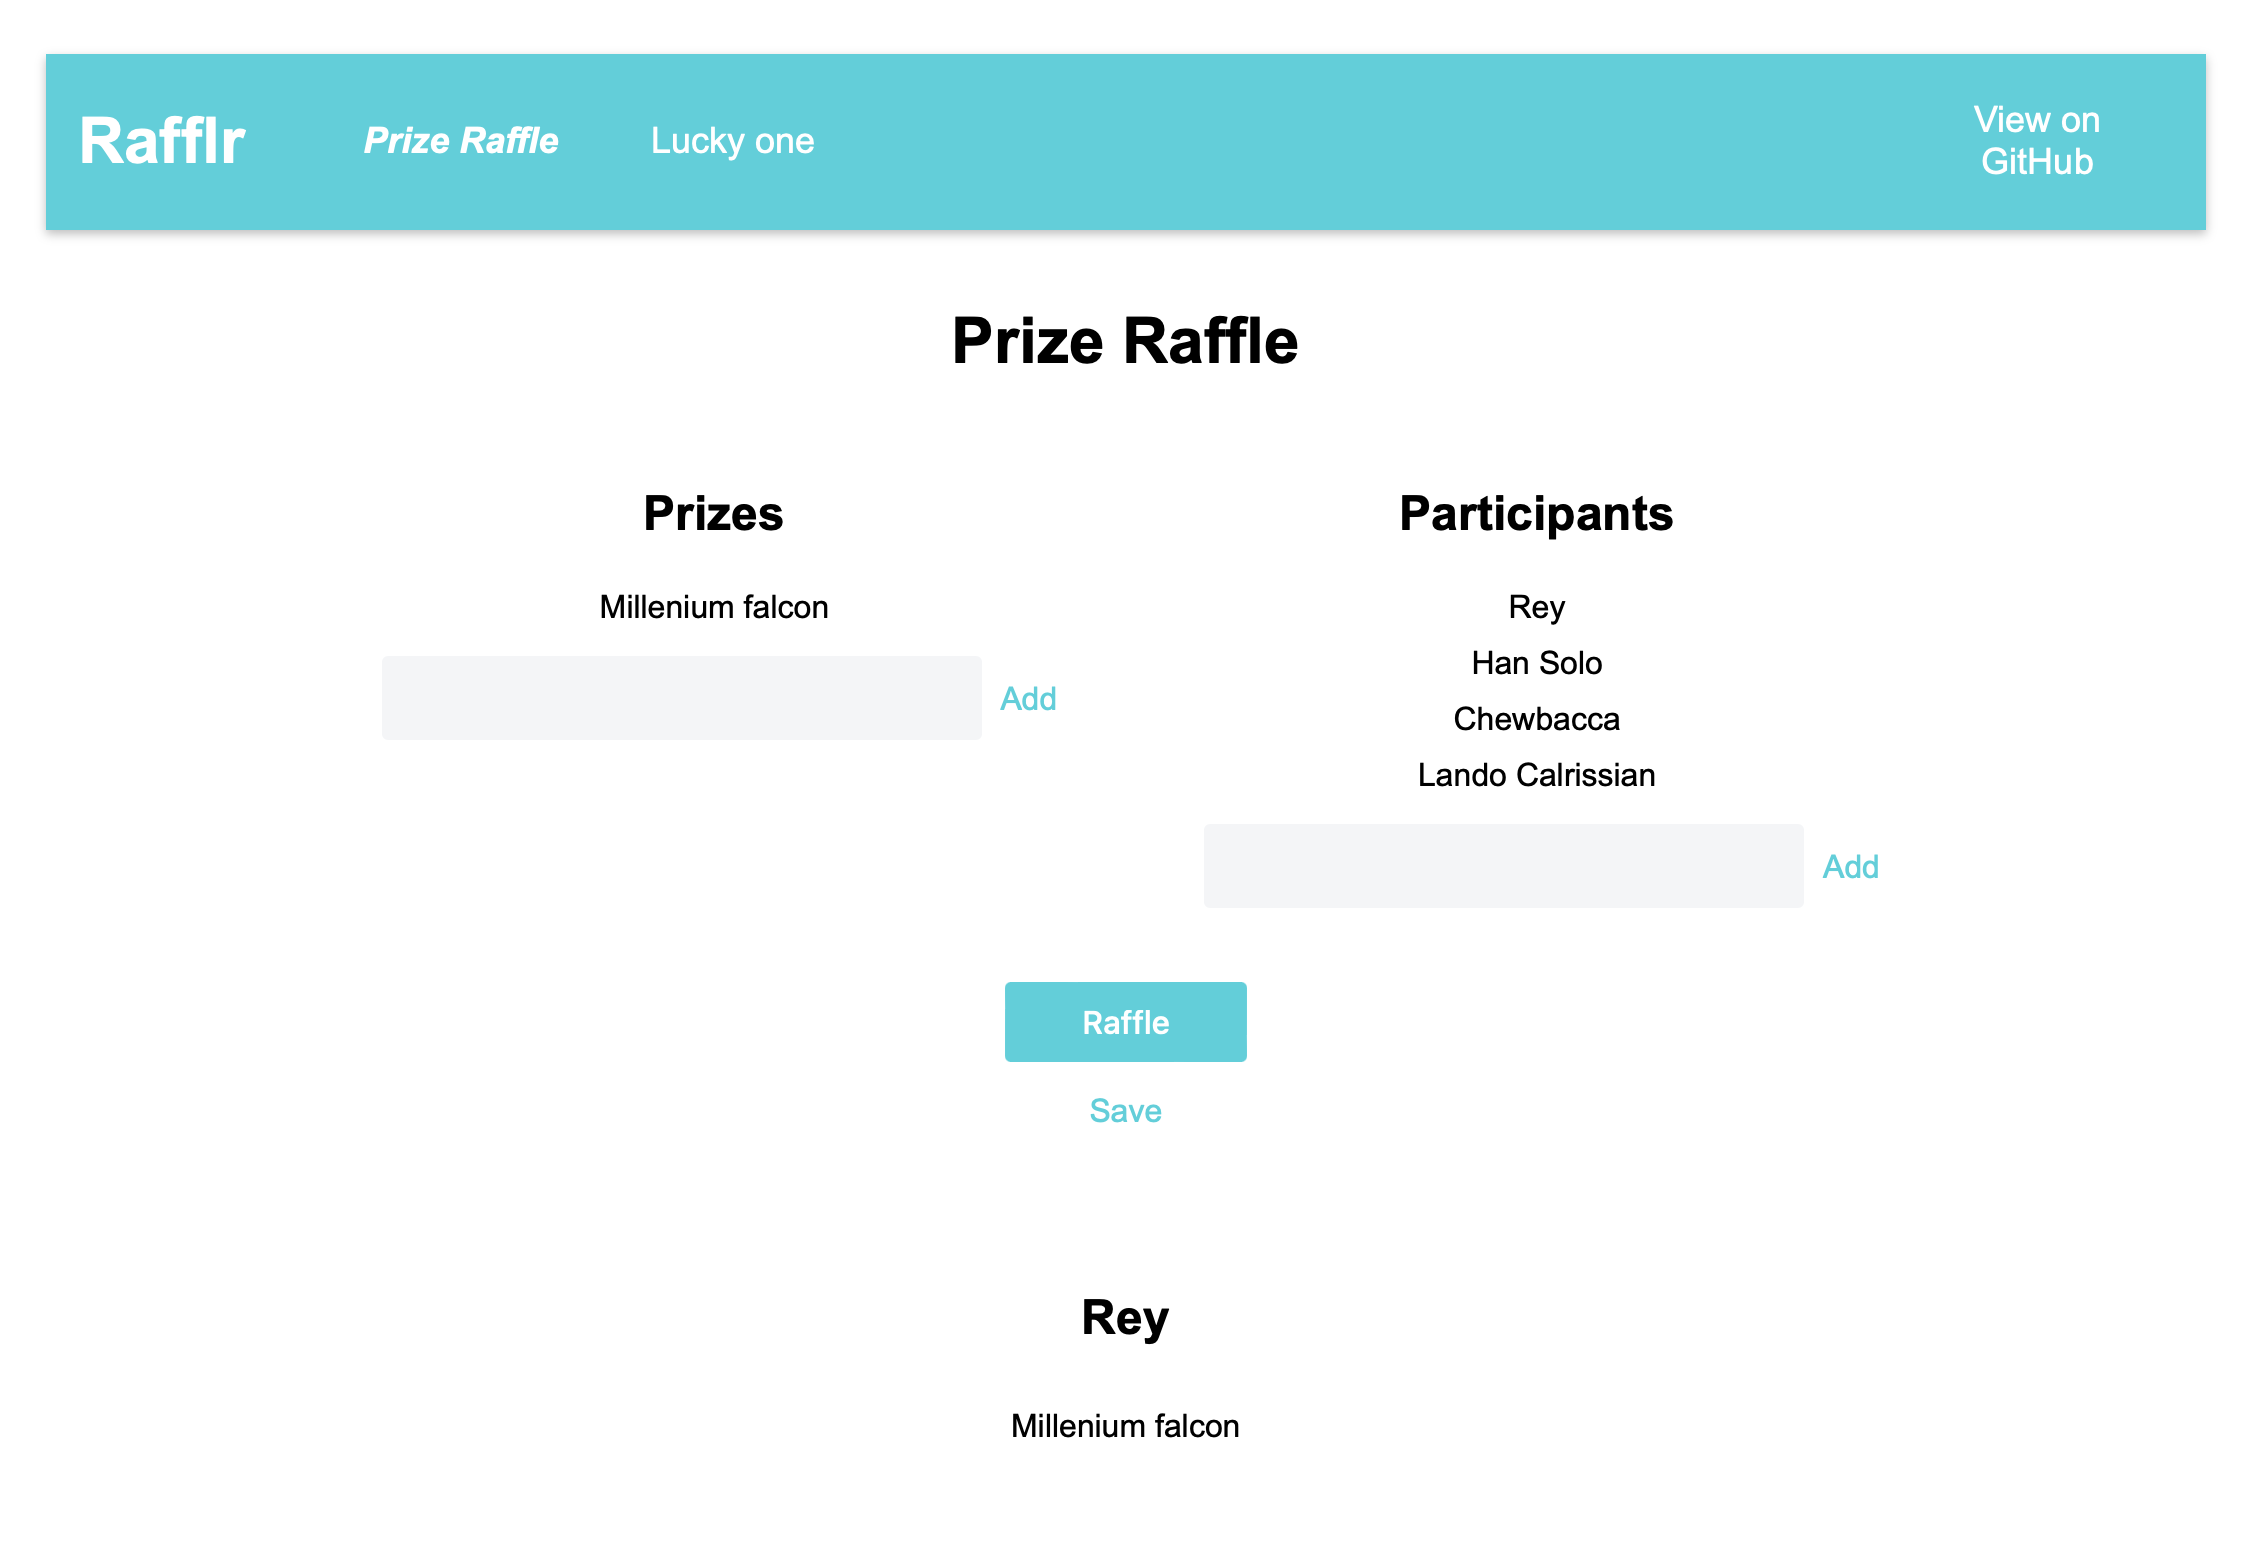 Rafflr
Prize Raffle
Lucky one
View on
GitHub
Prize Raffle
Prizes
Millenium falcon
Add
Participants
Rey
Han Solo
Chewbacca
Lando Calrissian
Add
Raffle
Save
Rey
Millenium falcon